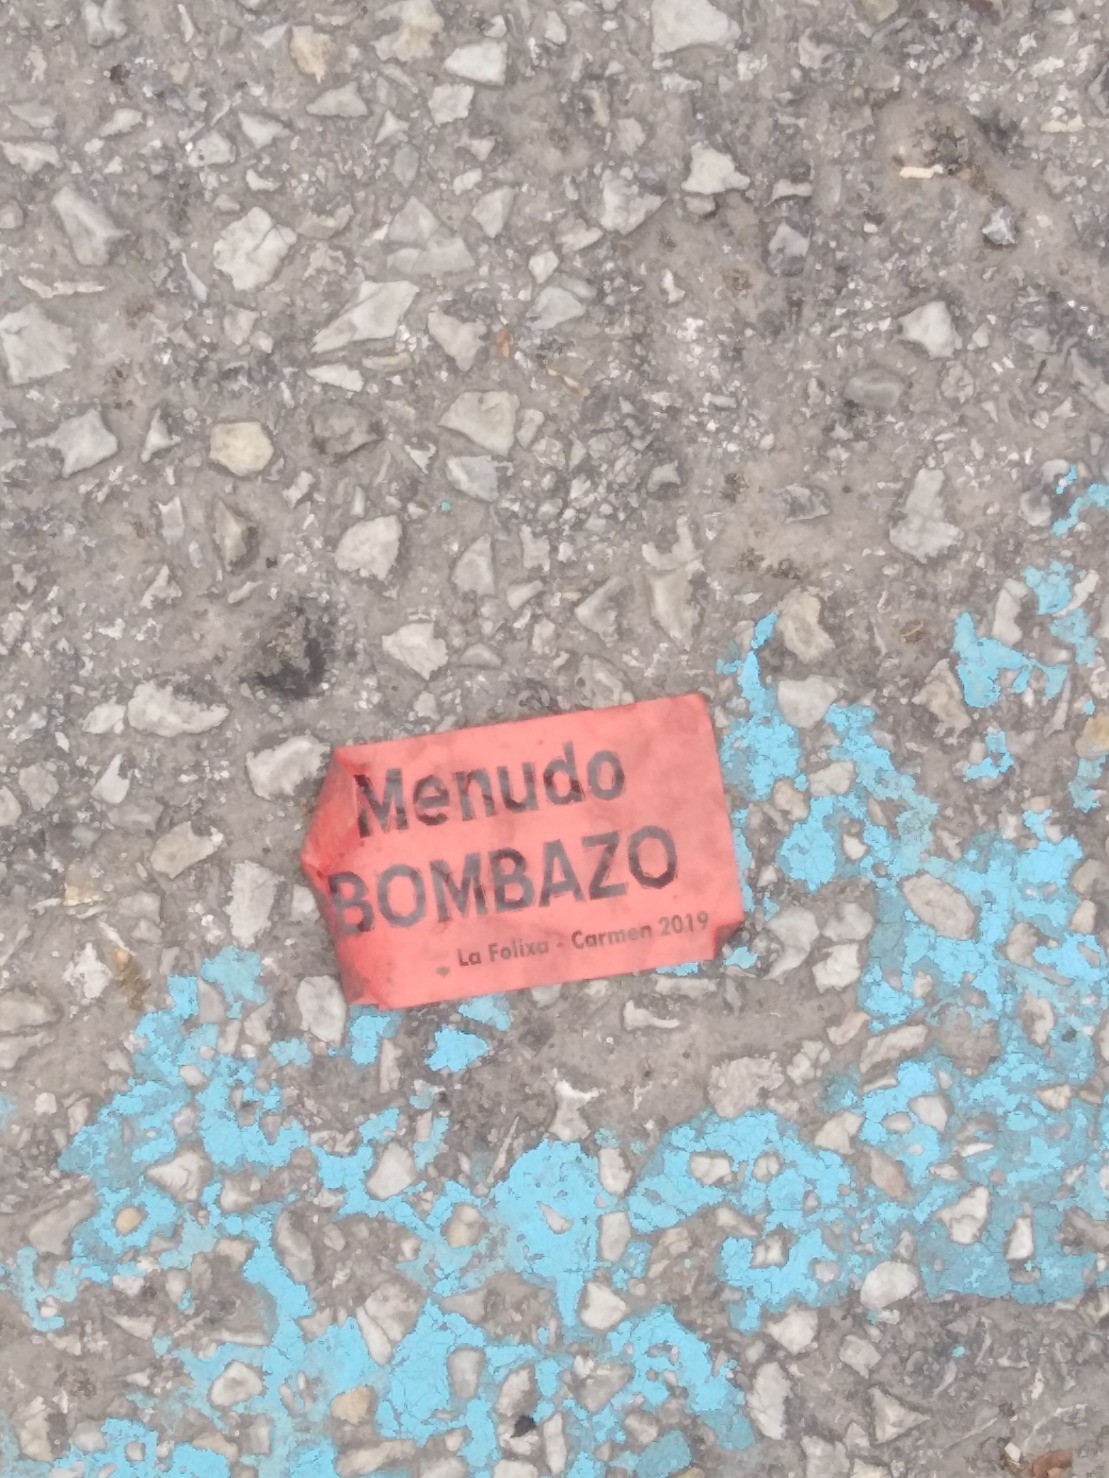 Menudo
BOMBAZO
La Folixa - Carmen 2019